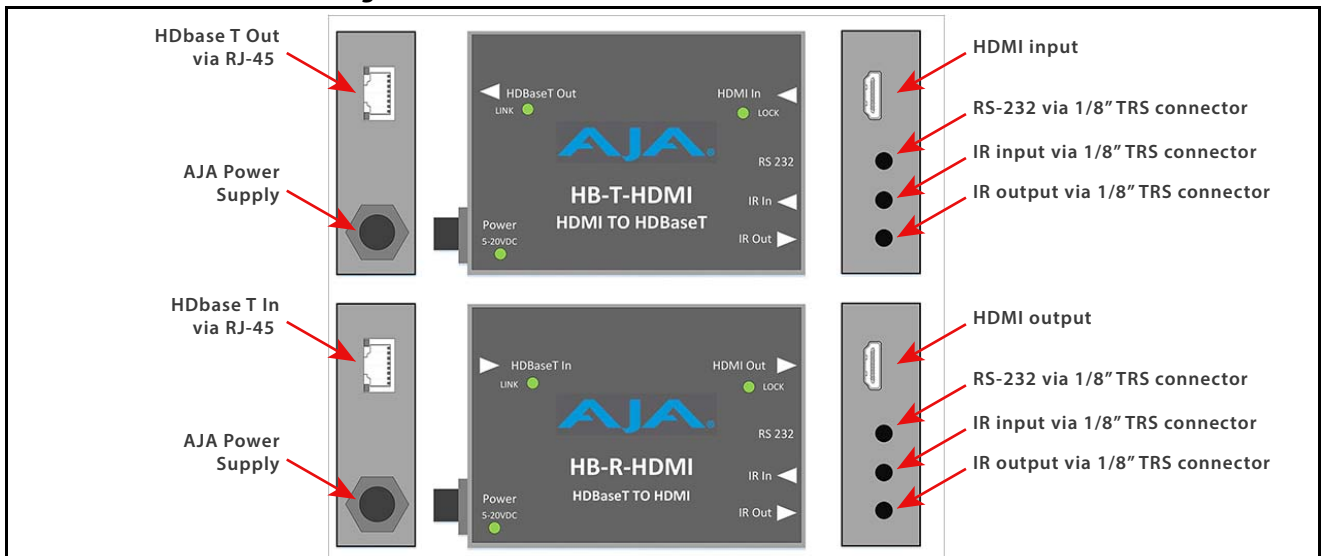 HDbase T Out
via RJ-45
AJA Power
Supply
HDBaseT Out
LINK
HDMI In
LOCK
AJA.
RS 232
HB-T-HDMI
HDMI TO HDBaseT
IR In
IR Out
Power
5-20VDC
HDMI input
RS-232 via 1/8” TRS connector
IR input via 1/8” TRS connector
IR output via 1/8” TRS connector
HDbase T In
via RJ-45
AJA Power
Supply
HDBaseT In
LINK
HDMI Out
LOCK
AJA.
RS 232
HB-R-HDMI
HDBaseT TO HDMI
IR In
IR Out
Power
5-20VDC
HDMI output
RS-232 via 1/8” TRS connector
IR input via 1/8” TRS connector
IR output via 1/8” TRS connector